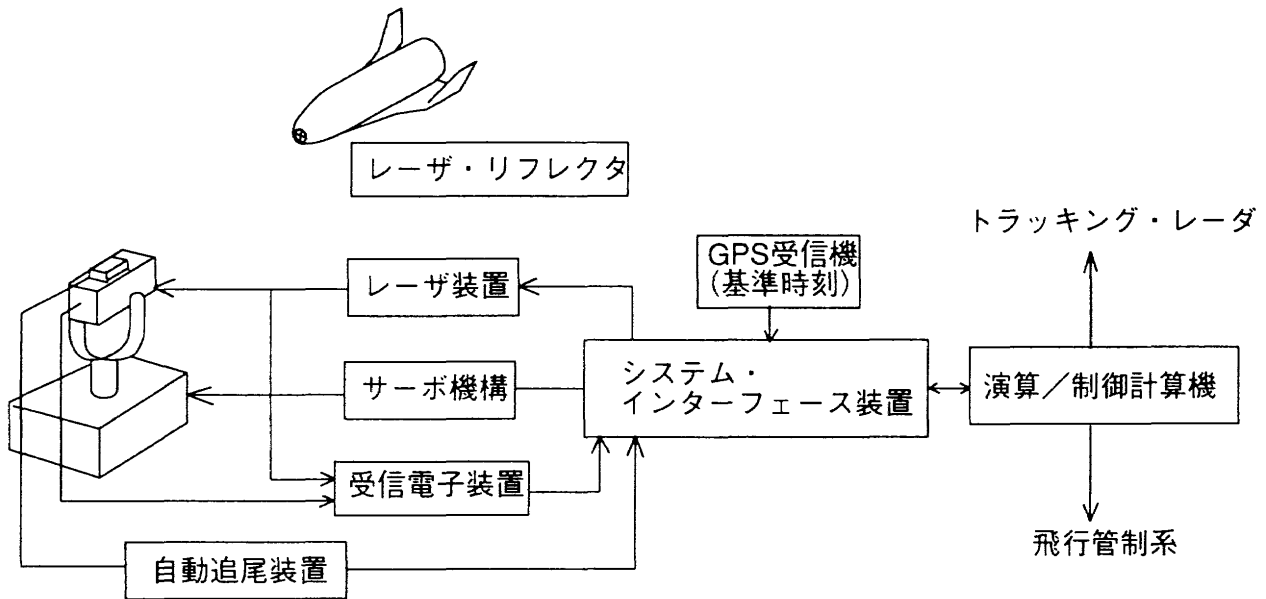 レーザ・リフレクタ
トラッキング・レーダ
GPS受信機
(基準時刻)
レーザ装置
システム・
インターフェース装置
サーボ機構
演算／制御計算機
受信電子装置
飛行管制系
自動追尾装置